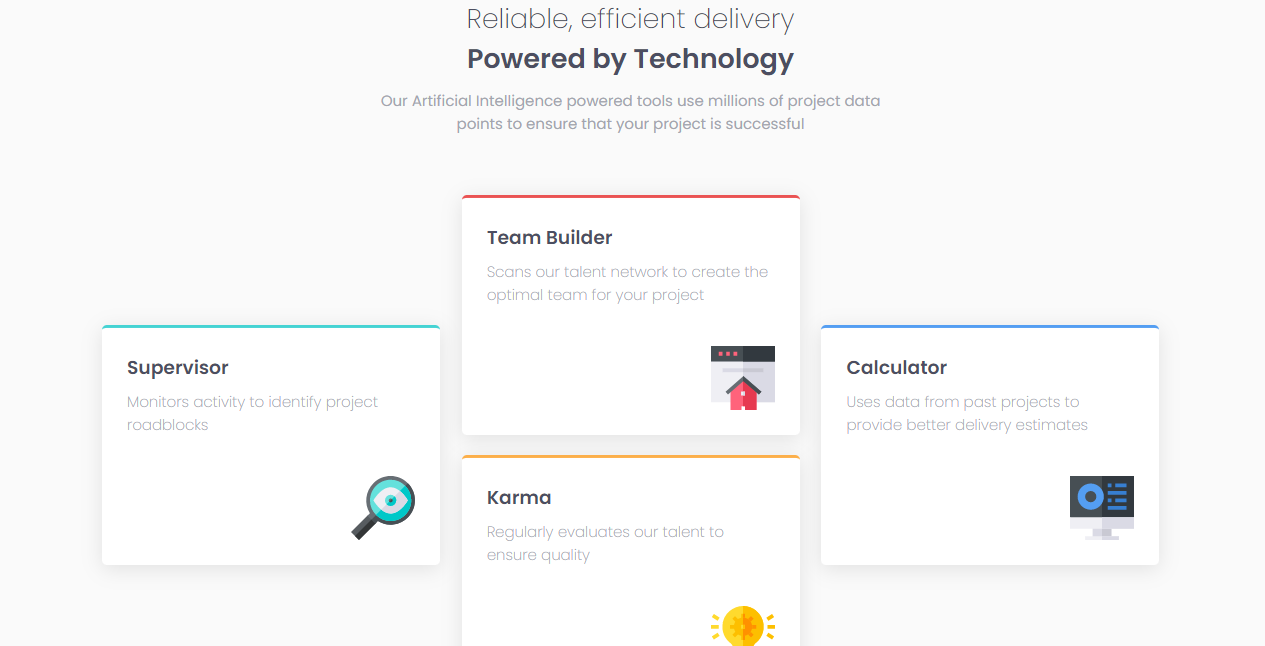 Reliable, efficient delivery
Powered by Technology
Our Artificial Intelligence powered tools use millions of project data
points to ensure that your project is successful
Team Builder
Scans our talent network to create the
optimal team for your project
Supervisor
Monitors activity to identify project
roadblocks
Calculator
Uses data from past projects to
provide better delivery estimates
Karma
Regularly evaluates our talent to
ensure quality